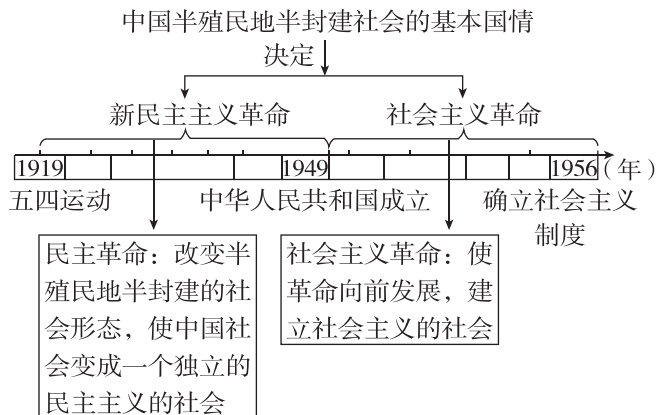 中国半殖民地半封建社会的基本国情
决定
新民主主义革命
社会主义革命
1919
1949
1956
(年)
五四运动
中华人民共和国成立
确立社会主义
制度
民主革命：改变半
殖民地半封建的社
会形态，使中国社
会变成一个独立的
民主主义的社会
社会主义革命：使
革命向前发展，建
立社会主义的社会